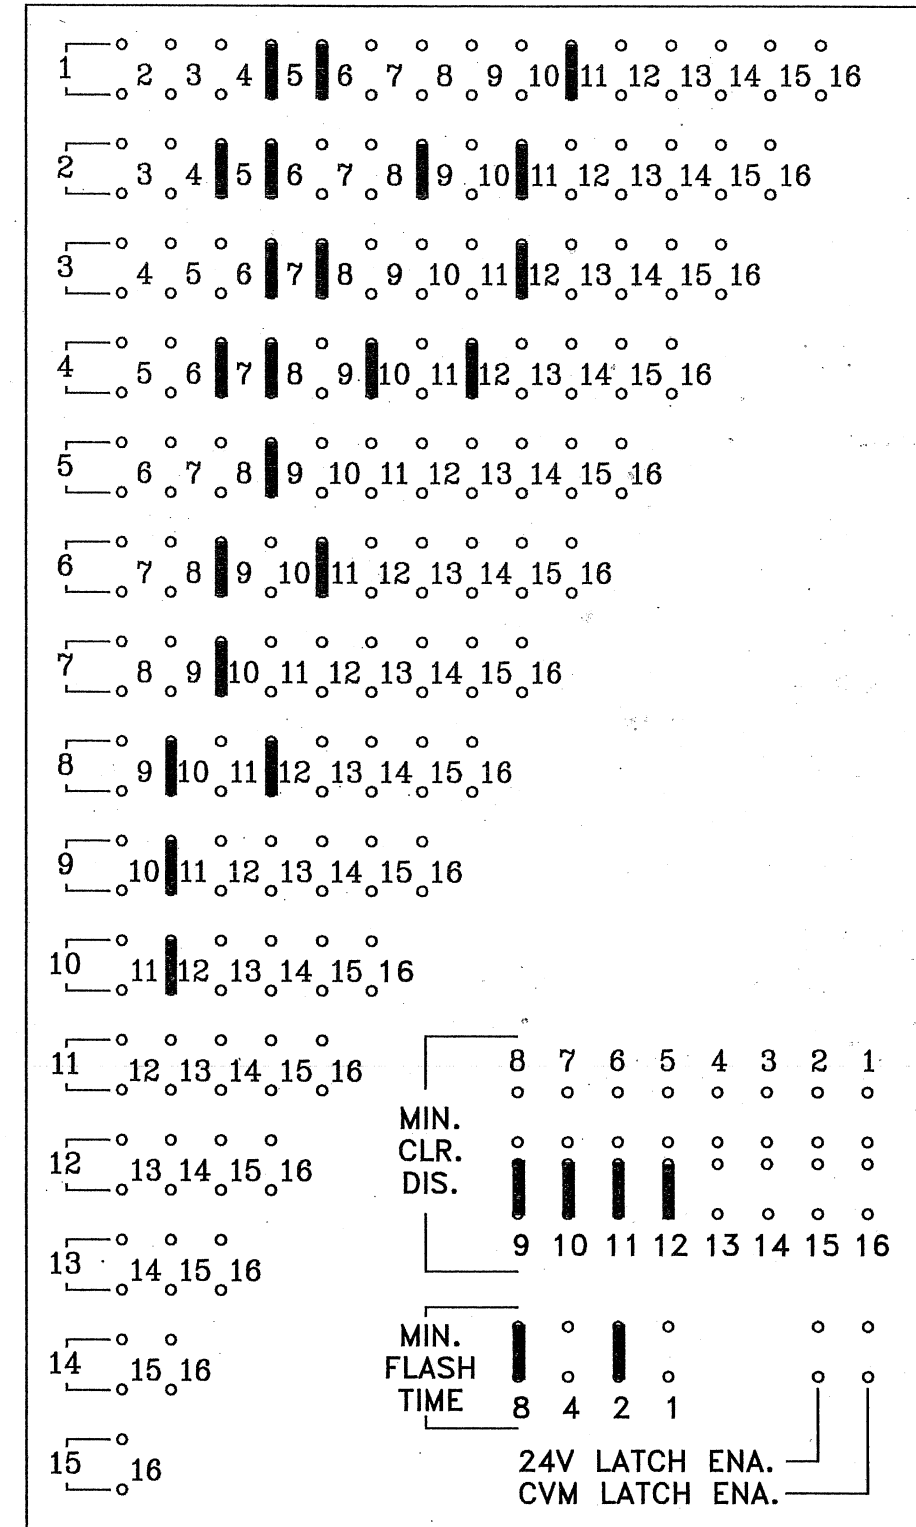 1 2 3 4 5 6 7 8 9 10 11 12 13 14 15 16
2 3 4 5 6 7 8 9 10 11 12 13 14 15 16
3 4 5 6 7 8 9 10 11 12 13 14 15 16
4 5 6 7 8 9 10 11 12 13 14 15 16
5 6 7 8 9 10 11 12 13 14 15 16
6 7 8 9 10 11 12 13 14 15 16
7 8 9 10 11 12 13 14 15 16
8 9 10 11 12 13 14 15 16
9 10 11 12 13 14 15 16
10 11 12 13 14 15 16
11 12 13 14 15 16
12 13 14 15 16
13 14 15 16
14 15 16
15 16
8 7 6 5 4 3 2 1
MIN.
CLR.
DIS.
9 10 11 12 13 14 15 16
MIN.
FLASH
TIME
8 4 2 1
24V LATCH ENA.
CVM LATCH ENA.